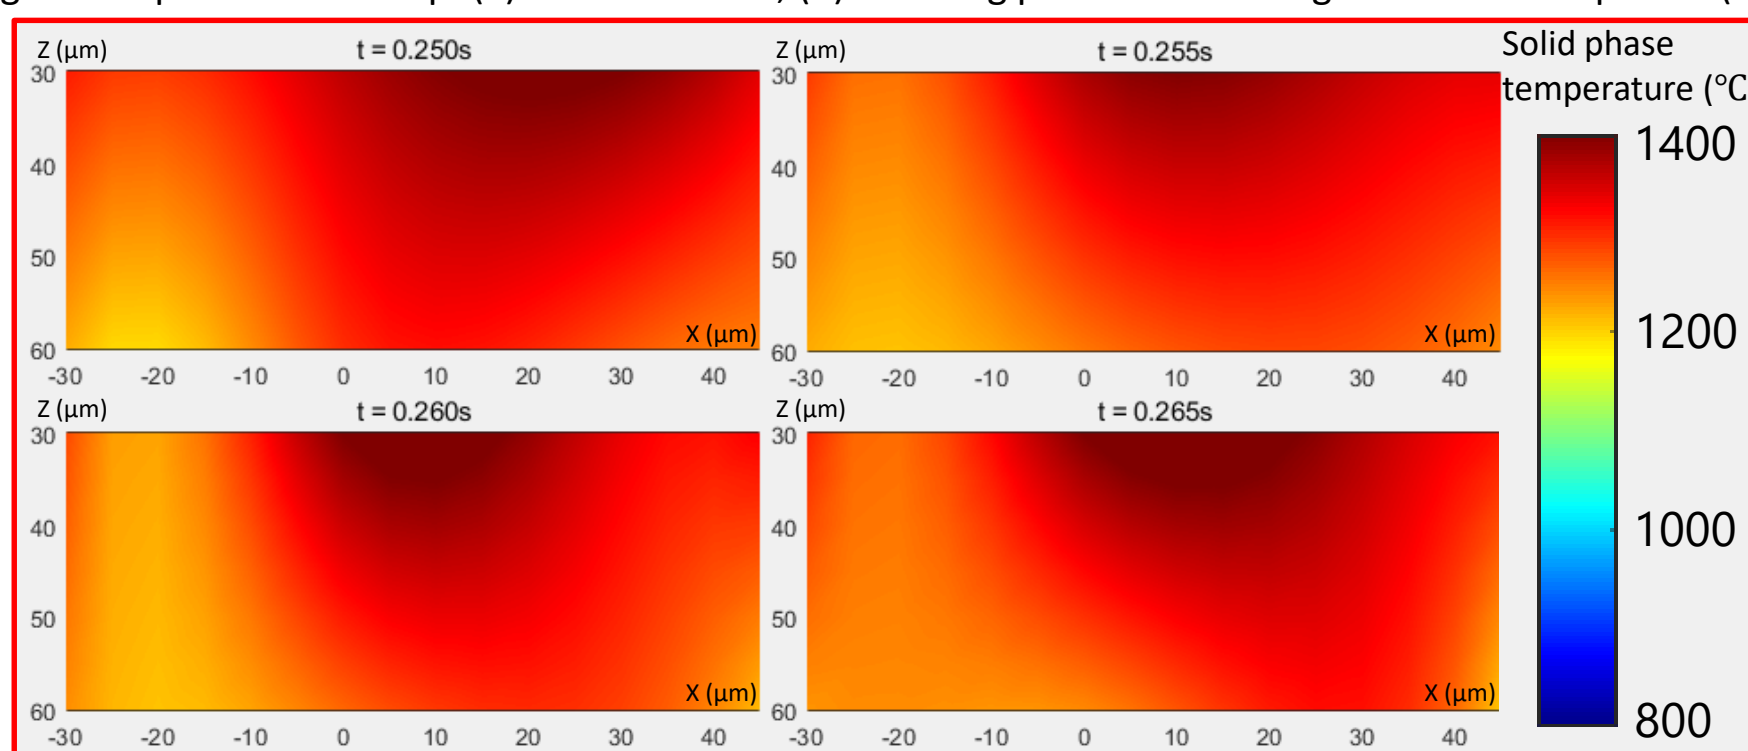 Z (μm)
t = 0.250s
30
40
50
60
X (μm)
-30 -20 -10 0 10 20 30 40
Z (μm)
t = 0.255s
30
40
50
60
X (μm)
-30 -20 -10 0 10 20 30 40
Z (μm)
t = 0.260s
30
40
50
60
X (μm)
-30 -20 -10 0 10 20 30 40
Z (μm)
t = 0.265s
30
40
50
60
X (μm)
-30 -20 -10 0 10 20 30 40
Solid phase
temperature (℃
1400
1200
1000
800